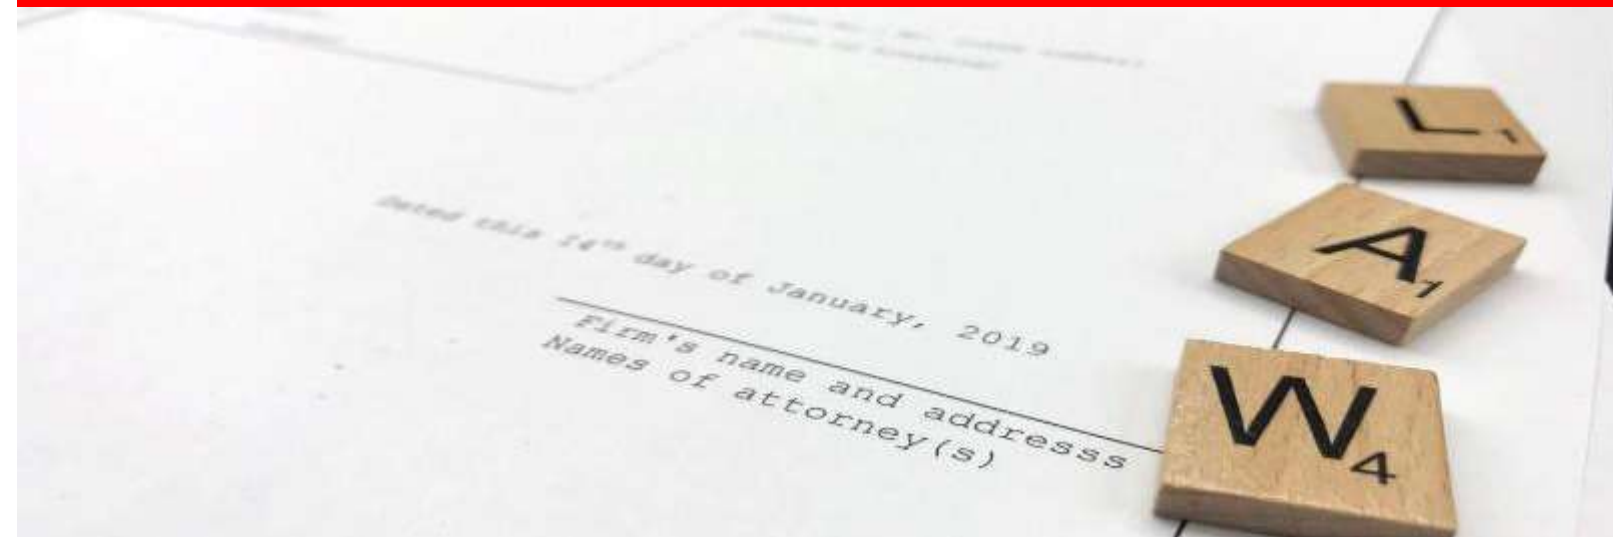 Dated this 14th day of January, 2019
Firm's name and addresss
Names of attorney(s)
L1
A1
W4